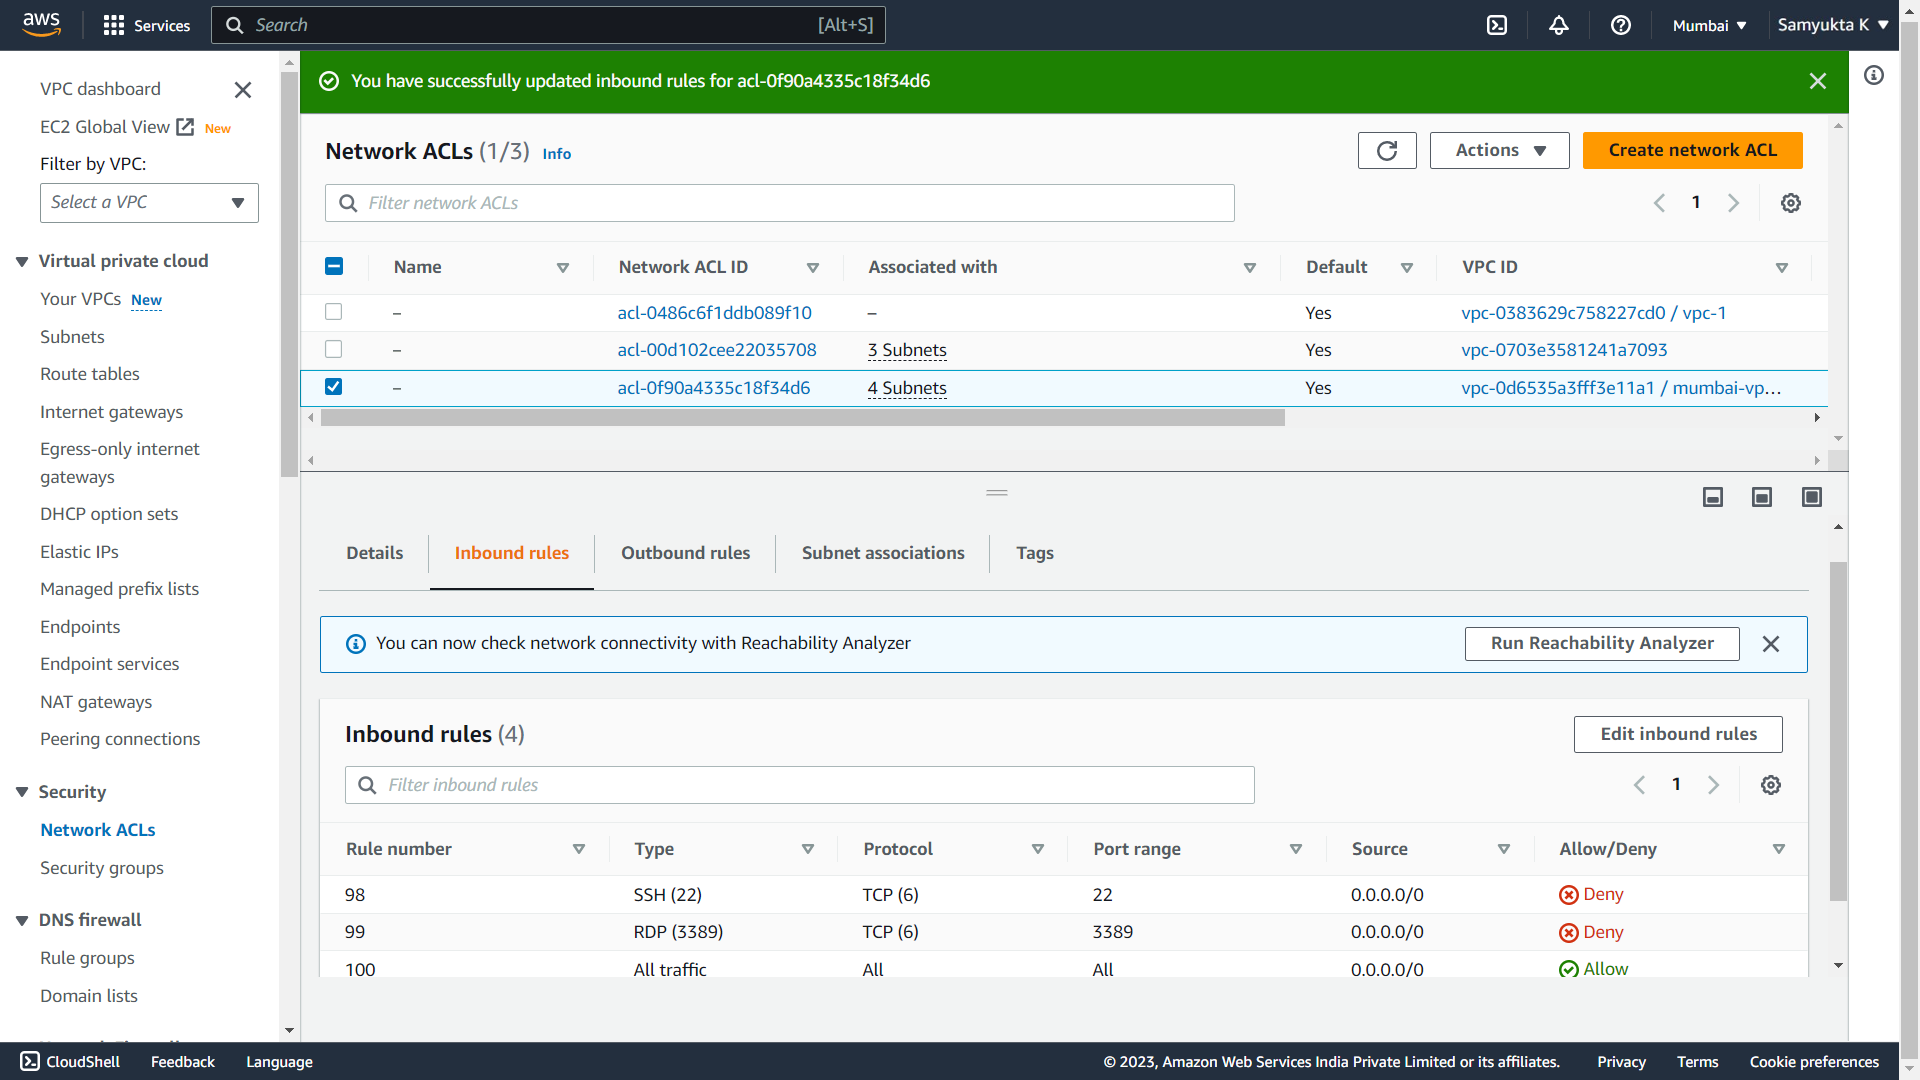 aws Services Search [Alt+S] Mumbai ▼ Samyukta K ▼
VPC dashboard
EC2 Global View New
Filter by VPC:
Select a VPC
Virtual private cloud
Your VPCs New
Subnets
Route tables
Internet gateways
Egress-only internet
gateways
DHCP option sets
Elastic IPs
Managed prefix lists
Endpoints
Endpoint services
NAT gateways
Peering connections
Security
Network ACLs
Security groups
DNS firewall
Rule groups
Domain lists
You have successfully updated inbound rules for acl-0f90a4335c18f34d6
Network ACLs (1/3) Info Actions Create network ACL
Filter network ACLs 1
Name Network ACL ID Associated with Default VPC ID
– acl-0486c6f1ddb089f10 – Yes vpc-0383629c758227cd0 / vpc-1
– acl-00d102cee22035708 3 Subnets Yes vpc-0703e3581241a7093
– acl-0f90a4335c18f34d6 4 Subnets Yes vpc-0d6535a3fff3e11a1 / mumbai-vp...
Details Inbound rules Outbound rules Subnet associations Tags
You can now check network connectivity with Reachability Analyzer Run Reachability Analyzer
Inbound rules (4) Edit inbound rules
Filter inbound rules 1
Rule number Type Protocol Port range Source Allow/Deny
98 SSH (22) TCP (6) 22 0.0.0.0/0 Deny
99 RDP (3389) TCP (6) 3389 0.0.0.0/0 Deny
100 All traffic All All 0.0.0.0/0 Allow
CloudShell Feedback Language © 2023, Amazon Web Services India Private Limited or its affiliates. Privacy Terms Cookie preferences